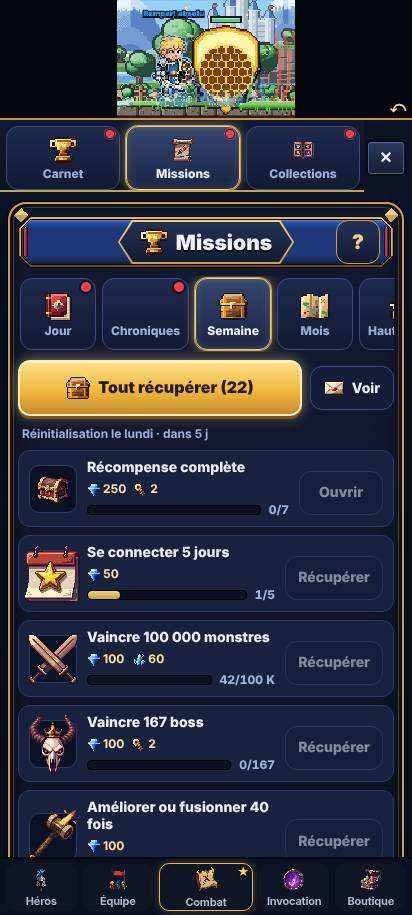 Rempart absolu
Carnet
Missions
Collections
×
Missions
?
Jour
Chroniques
Semaine
Mois
Haut
Tout récupérer (22)
Voir
Réinitialisation le lundi · dans 5 j
Récompense complète
250 2
Ouvrir
0/7
Se connecter 5 jours
50
Récupérer
1/5
Vaincre 100 000 monstres
100 60
Récupérer
42/100 K
Vaincre 167 boss
100 2
Récupérer
0/167
Améliorer ou fusionner 40
fois
100
Récupérer
Héros
Équipe
Combat
Invocation
Boutique